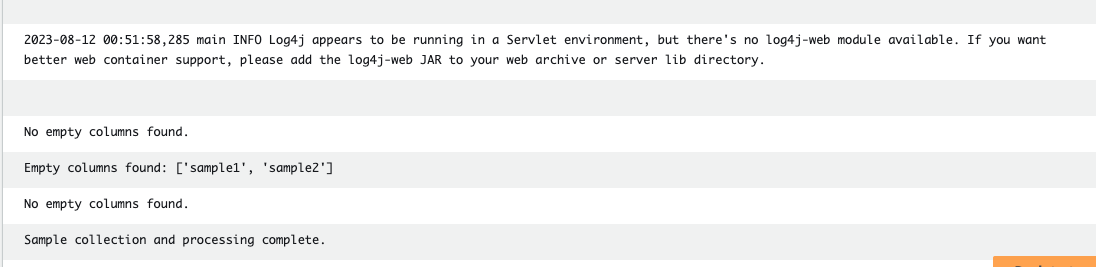 2023-08-12 00:51:58,285 main INFO Log4j appears to be running in a Servlet environment, but there's no log4j-web module available. If you want
better web container support, please add the log4j-web JAR to your web archive or server lib directory.
No empty columns found.
Empty columns found: ['sample1', 'sample2']
No empty columns found.
Sample collection and processing complete.